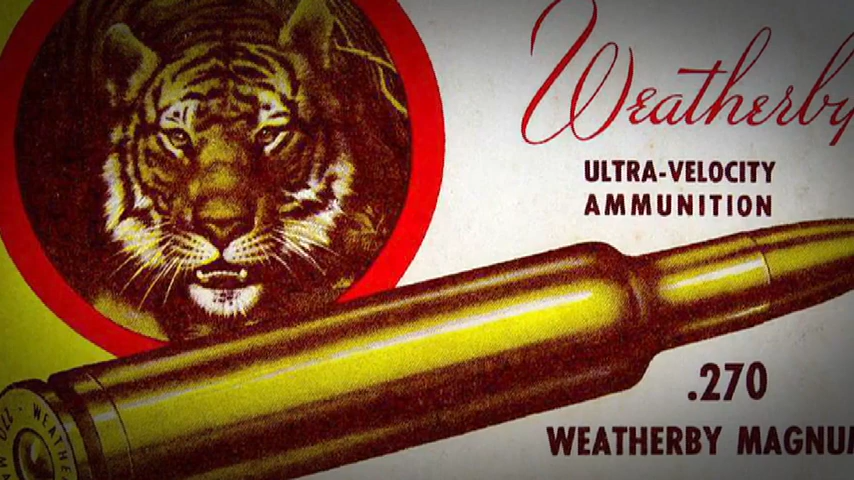 Weatherby
ULTRA-VELOCITY
AMMUNITION
.270
WEATHERBY MAGNUM